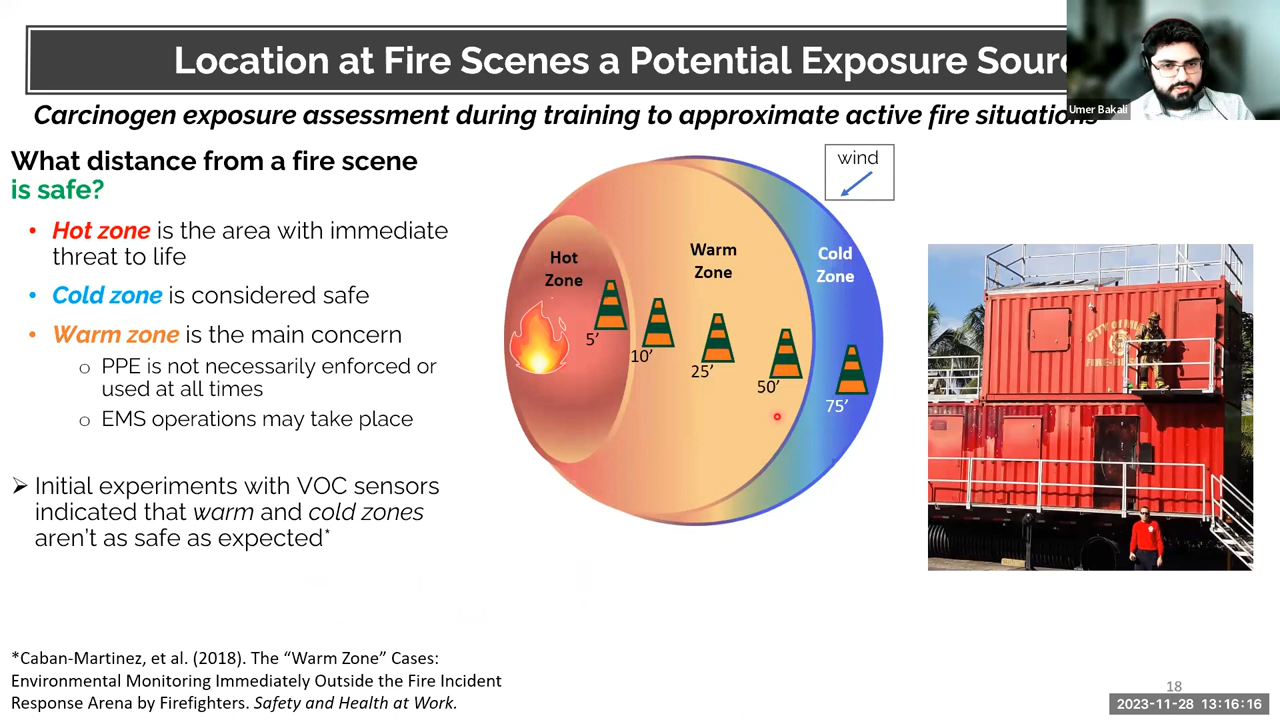 Location at Fire Scenes a Potential Exposure Sour
Umer Bakali
Carcinogen exposure assessment during training to approximate active fire situations
What distance from a fire scene
is safe?
• Hot zone is the area with immediate
threat to life
• Cold zone is considered safe
• Warm zone is the main concern
o PPE is not necessarily enforced or
used at all times
o EMS operations may take place
➢ Initial experiments with VOC sensors
indicated that warm and cold zones
aren't as safe as expected*
wind
Hot
Zone
Warm
Zone
Cold
Zone
5'
10'
25'
50'
75'
CITY of MI
FIRE-
*Caban-Martinez, et al. (2018). The “Warm Zone” Cases:
Environmental Monitoring Immediately Outside the Fire Incident
Response Arena by Firefighters. Safety and Health at Work.
18
2023-11-28 13:16:16